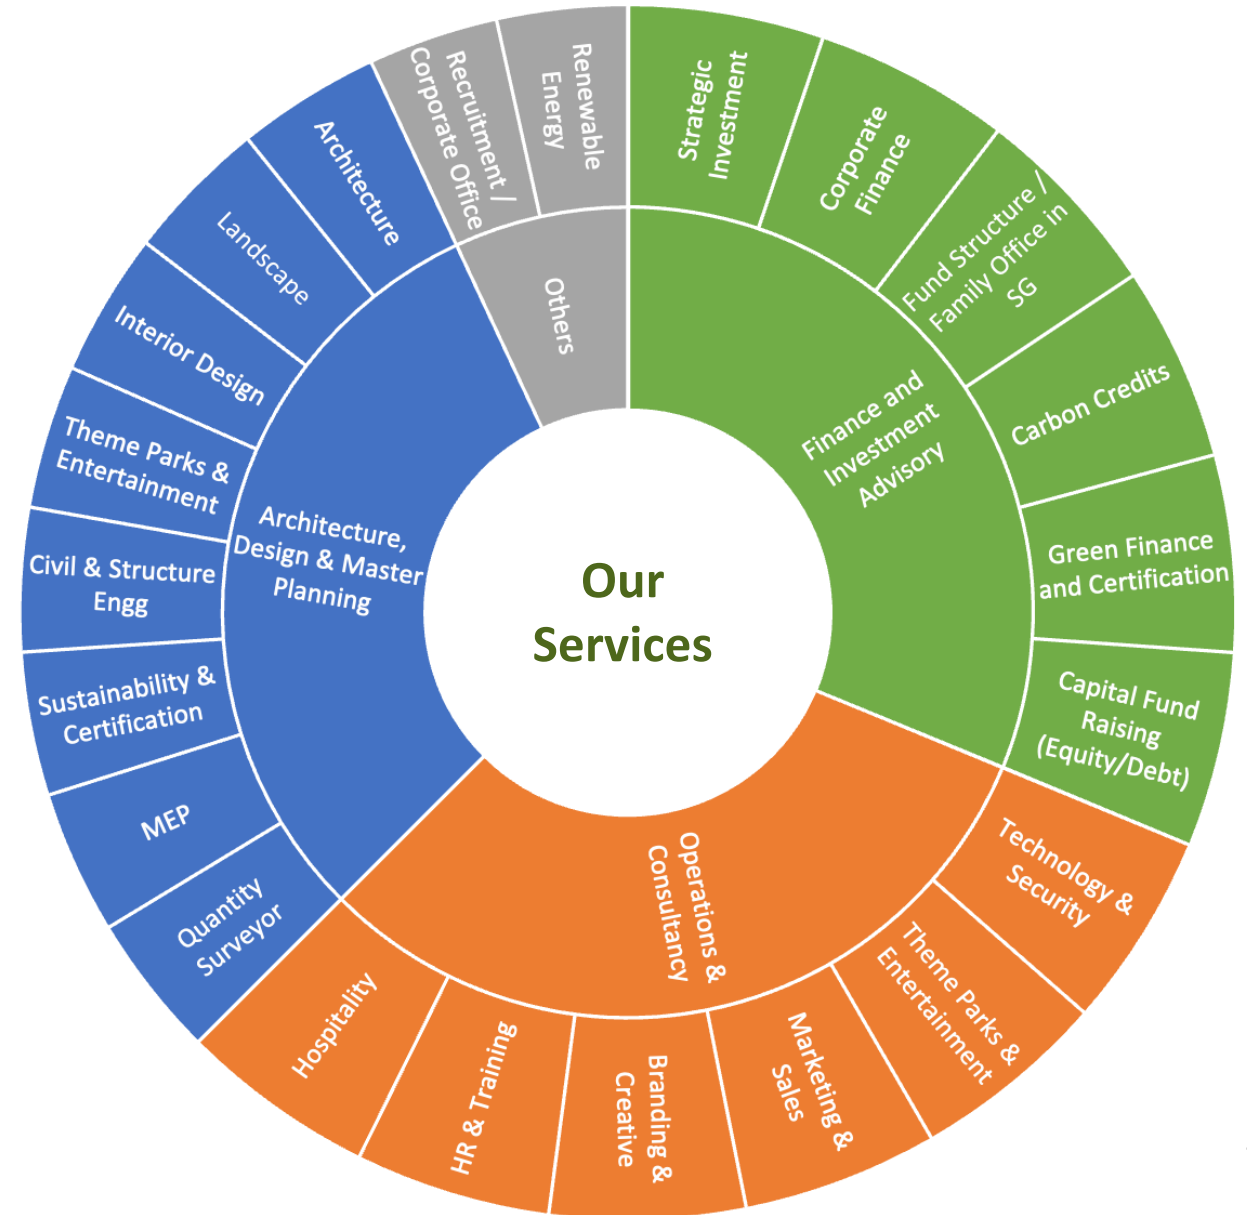 Our
Services
Finance and
Investment
Advisory
Strategic
Investment
Corporate
Finance
Fund Structure /
Family Office in
SG
Carbon Credits
Green Finance
and Certification
Capital Fund
Raising
(Equity/Debt)
Operations &
Consultancy
Technology &
Security
Theme Parks &
Entertainment
Marketing &
Sales
Branding &
Creative
HR & Training
Hospitality
Architecture,
Design & Master
Planning
Quantity
Surveyor
MEP
Sustainability &
Certification
Civil & Structure
Engg
Theme Parks &
Entertainment
Interior Design
Landscape
Architecture
Others
Recruitment /
Corporate Office
Renewable
Energy